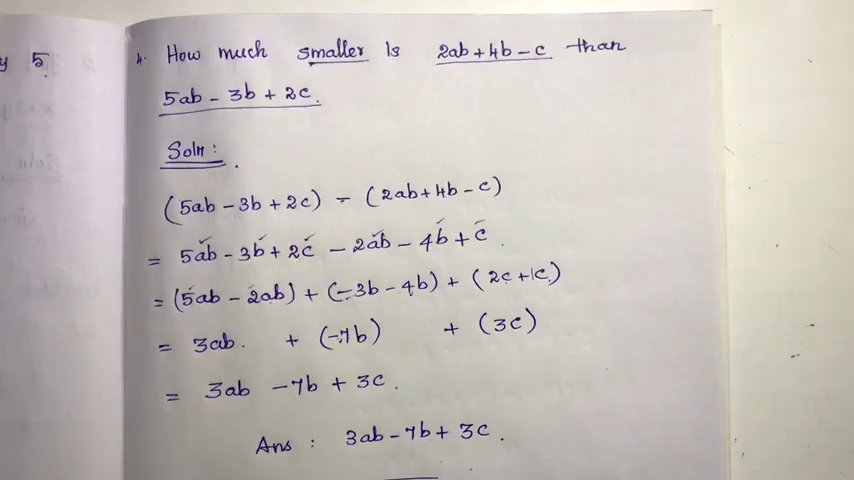 y 5.
4. How much smaller Is 2ab + 4b - c than
5ab - 3b + 2c.
Soln :
(5ab - 3b + 2c) - (2ab + 4b - c)
= 5ab - 3b + 2c - 2ab - 4b + c.
= (5ab - 2ab) + (-3b - 4b) + (2c + 1c)
= 3ab. + (-7b) + (3c)
= 3ab - 7b + 3c.
Ans : 3ab - 7b + 3c.